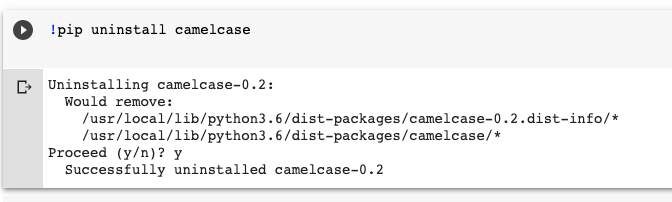 !pip uninstall camelcase
Uninstalling camelcase-0.2:
Would remove:
/usr/local/lib/python3.6/dist-packages/camelcase-0.2.dist-info/*
/usr/local/lib/python3.6/dist-packages/camelcase/*
Proceed (y/n)? y
Successfully uninstalled camelcase-0.2